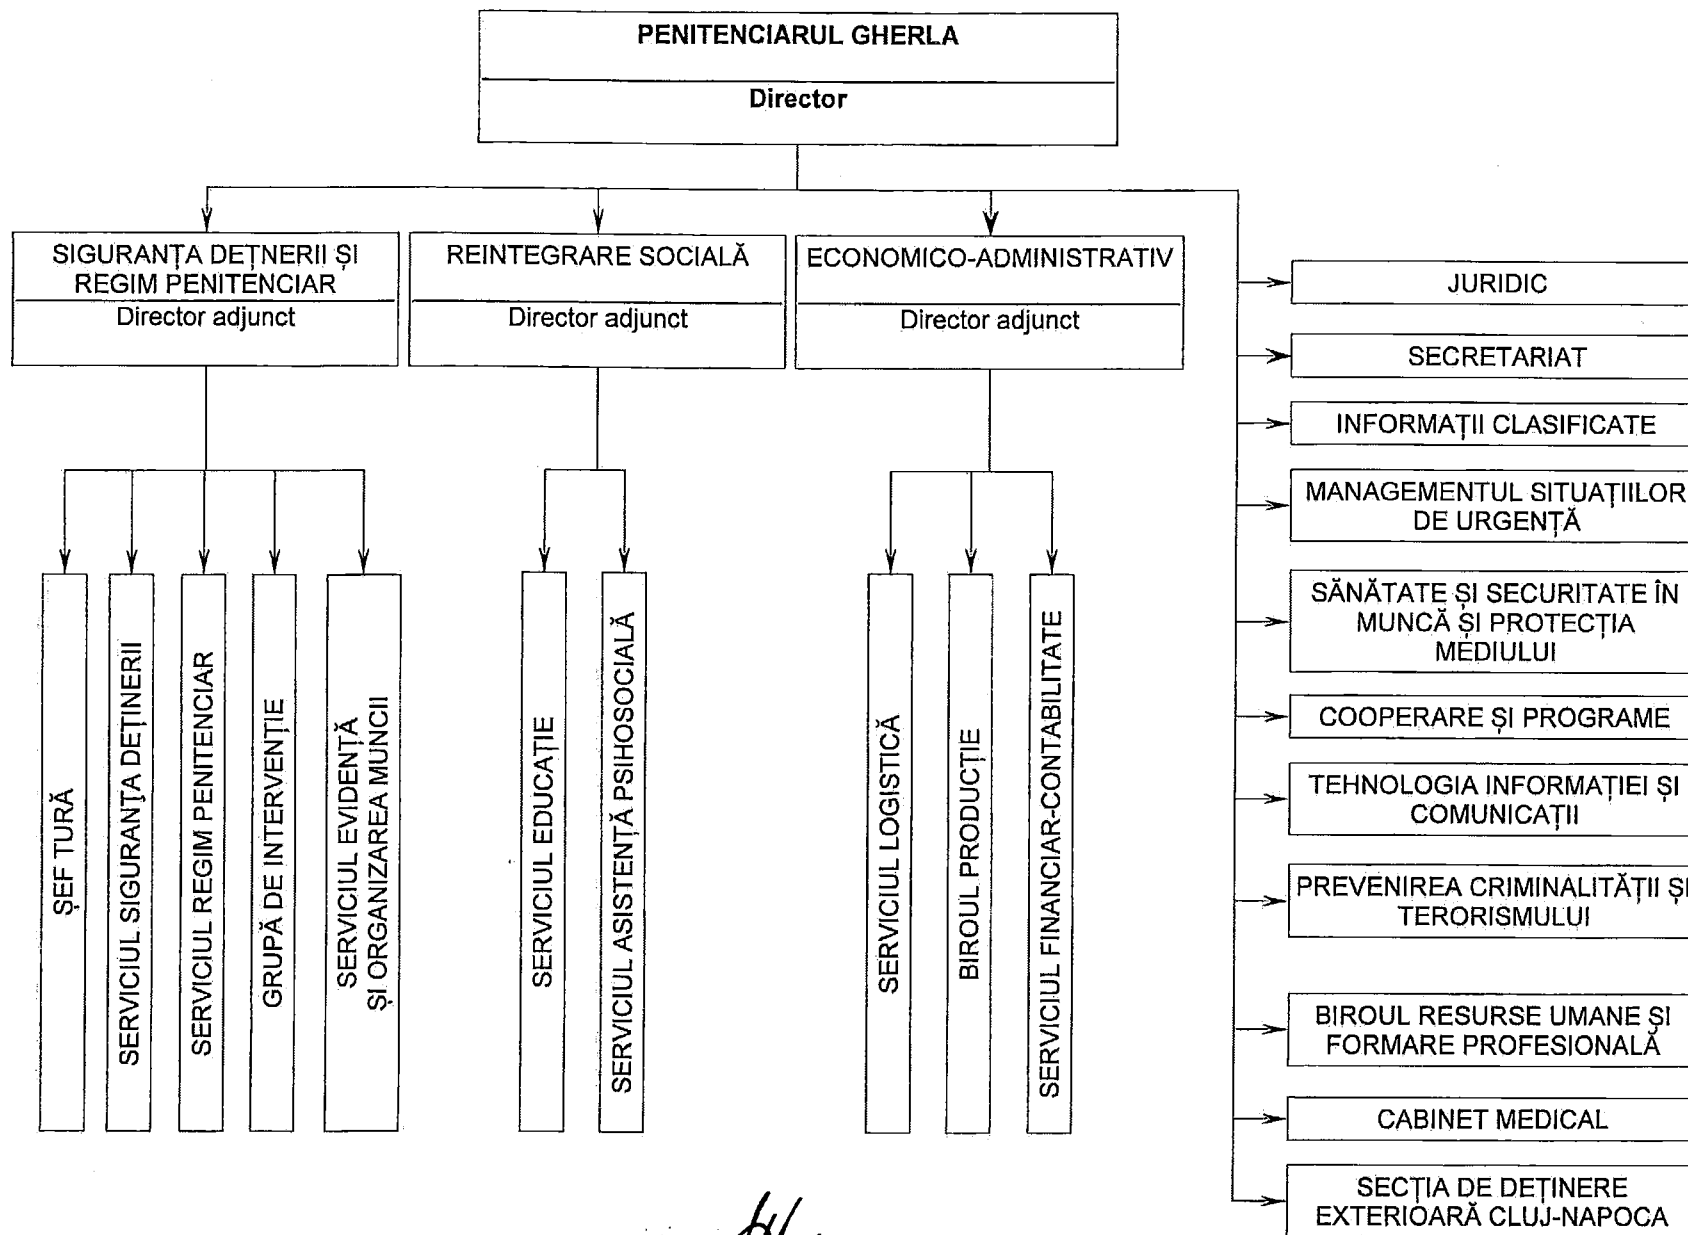 PENITENCIARUL GHERLA
Director
SIGURANȚA DEȚNERII ȘI
REGIM PENITENCIAR
Director adjunct
REINTEGRARE SOCIALĂ
Director adjunct
ECONOMICO-ADMINISTRATIV
Director adjunct
JURIDIC
SECRETARIAT
INFORMAȚII CLASIFICATE
MANAGEMENTUL SITUAȚIILOR
DE URGENȚĂ
SĂNĂTATE ȘI SECURITATE ÎN
MUNCĂ ȘI PROTECȚIA
MEDIULUI
COOPERARE ȘI PROGRAME
TEHNOLOGIA INFORMAȚIEI ȘI
COMUNICAȚII
PREVENIREA CRIMINALITĂȚII ȘI
TERORISMULUI
BIROUL RESURSE UMANE ȘI
FORMARE PROFESIONALĂ
CABINET MEDICAL
SECȚIA DE DEȚINERE
EXTERIOARĂ CLUJ-NAPOCA
ȘEF TURĂ
SERVICIUL SIGURANȚA DEȚINERII
SERVICIUL REGIM PENITENCIAR
GRUPĂ DE INTERVENȚIE
SERVICIUL EVIDENȚĂ
ȘI ORGANIZAREA MUNCII
SERVICIUL EDUCAȚIE
SERVICIUL ASISTENȚĂ PSIHOSOCIALĂ
SERVICIUL LOGISTICĂ
BIROUL PRODUCȚIE
SERVICIUL FINANCIAR-CONTABILITATE